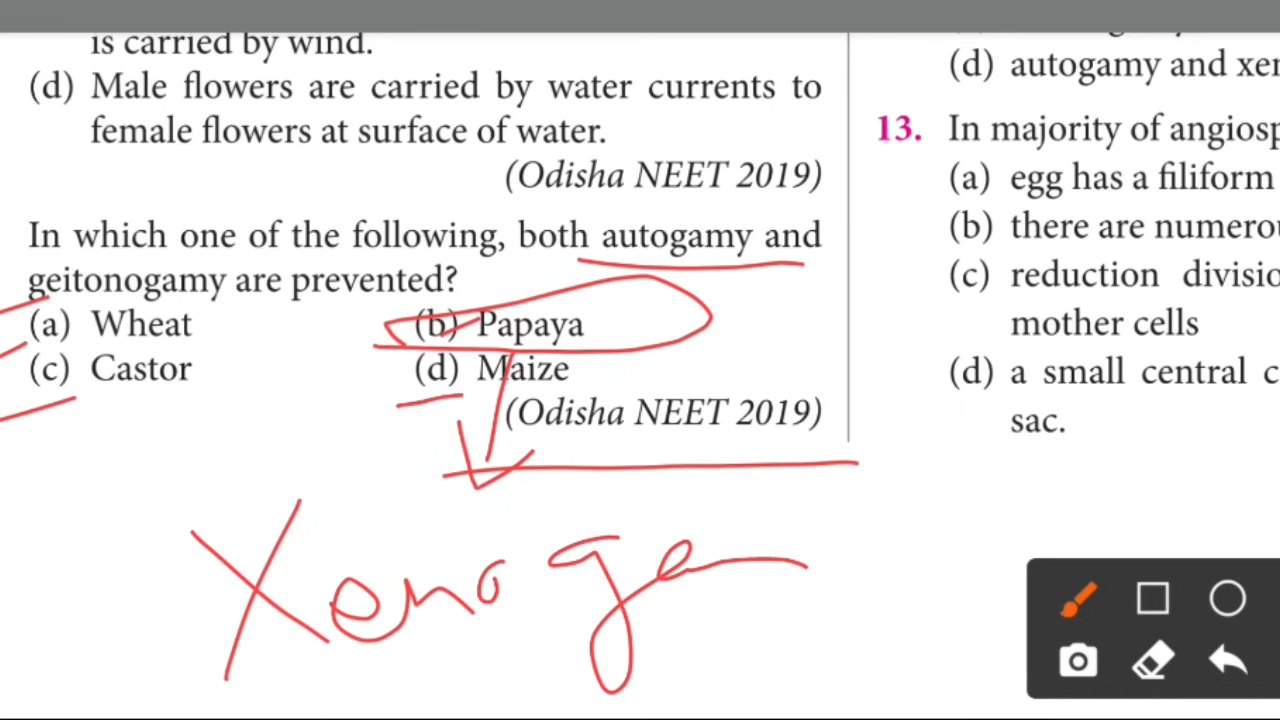 is carried by wind.
(d) Male flowers are carried by water currents to
female flowers at surface of water.
(Odisha NEET 2019)
In which one of the following, both autogamy and
geitonogamy are prevented?
(a) Wheat (b) Papaya
(c) Castor (d) Maize
(Odisha NEET 2019)
Xenoga
(d) autogamy and xen
13. In majority of angiosp
(a) egg has a filiform
(b) there are numerou
(c) reduction divisio
mother cells
(d) a small central c
sac.